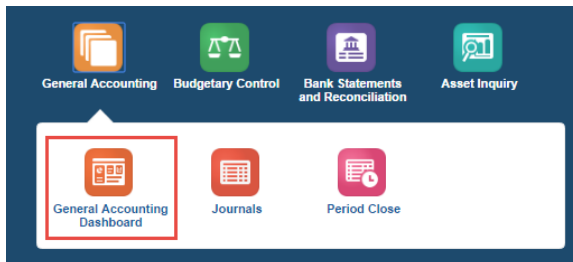 General Accounting
Budgetary Control
Bank Statements
and Reconciliation
Asset Inquiry
General Accounting
Dashboard
Journals
Period Close